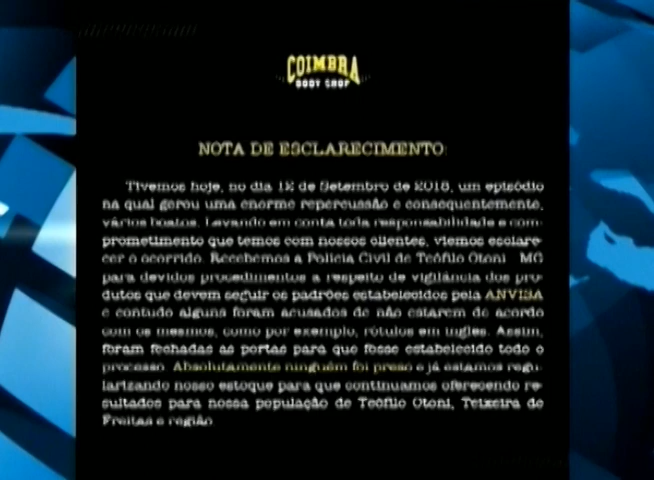 COIMBRA
BODY SHOP
NOTA DE ESCLARECIMENTO:
Tivemos hoje, no dia 12 de Setembro de 2018, um episódio
na qual gerou uma enorme repercussão e consequentemente,
vários boatos. Levando em conta toda responsabilidade e com-
prometimento que temos com nossos clientes, viemos esclare-
cer o ocorrido. Recebemos a Polícia Civil de Teófilo Otoni MG
para devidos procedimentos a respeito de vigilância dos pro-
dutos que devem seguir os padrões estabelecidos pela ANVISA
e contudo alguns foram acusados de não estarem de acordo
com os mesmos, como por exemplo, rótulos em ingles. Assim,
foram fechadas as portas para que fosse estabelecido todo o
processo. Absolutamente ninguém foi preso e já estamos regu-
larizando nosso estoque para que continuamos oferecendo re-
sultados para nossa população de Teófilo Otoni, Teixeira de
Freitas e região